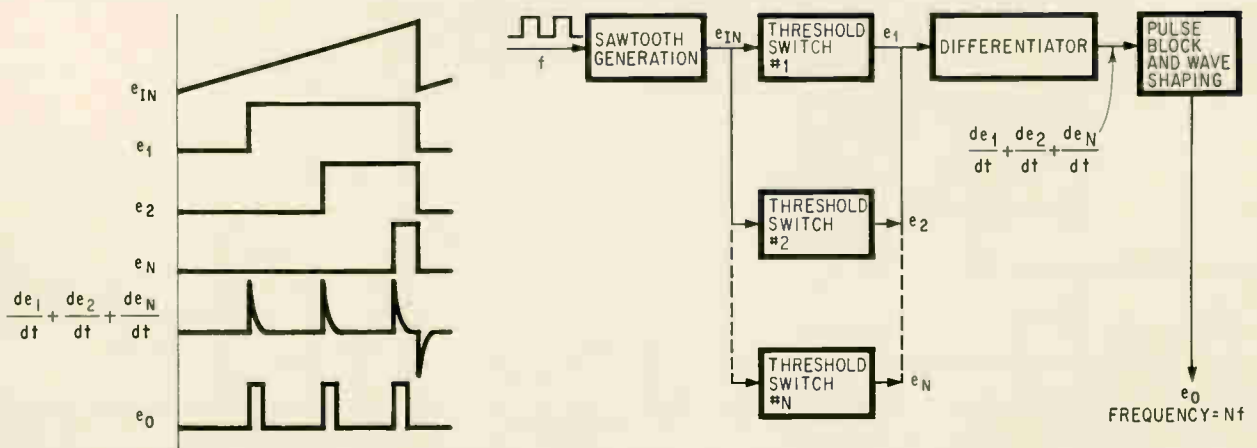 e_IN
e_1
e_2
e_N
de_1/dt + de_2/dt + de_N/dt
e_0
f
SAWTOOTH
GENERATION
e_IN
THRESHOLD
SWITCH
#1
e_1
DIFFERENTIATOR
PULSE
BLOCK
AND WAVE
SHAPING
de_1/dt + de_2/dt + de_N/dt
THRESHOLD
SWITCH
#2
e_2
THRESHOLD
SWITCH
#N
e_N
e_0
FREQUENCY=Nf